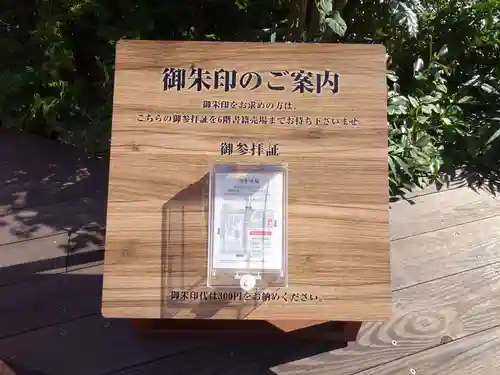 御朱印のご案内
御朱印をお求めの方は、
こちらの御参拝証を6階書籍売場までお持ち下さいませ。
御参拝証
御朱印代は300円をお納めください。